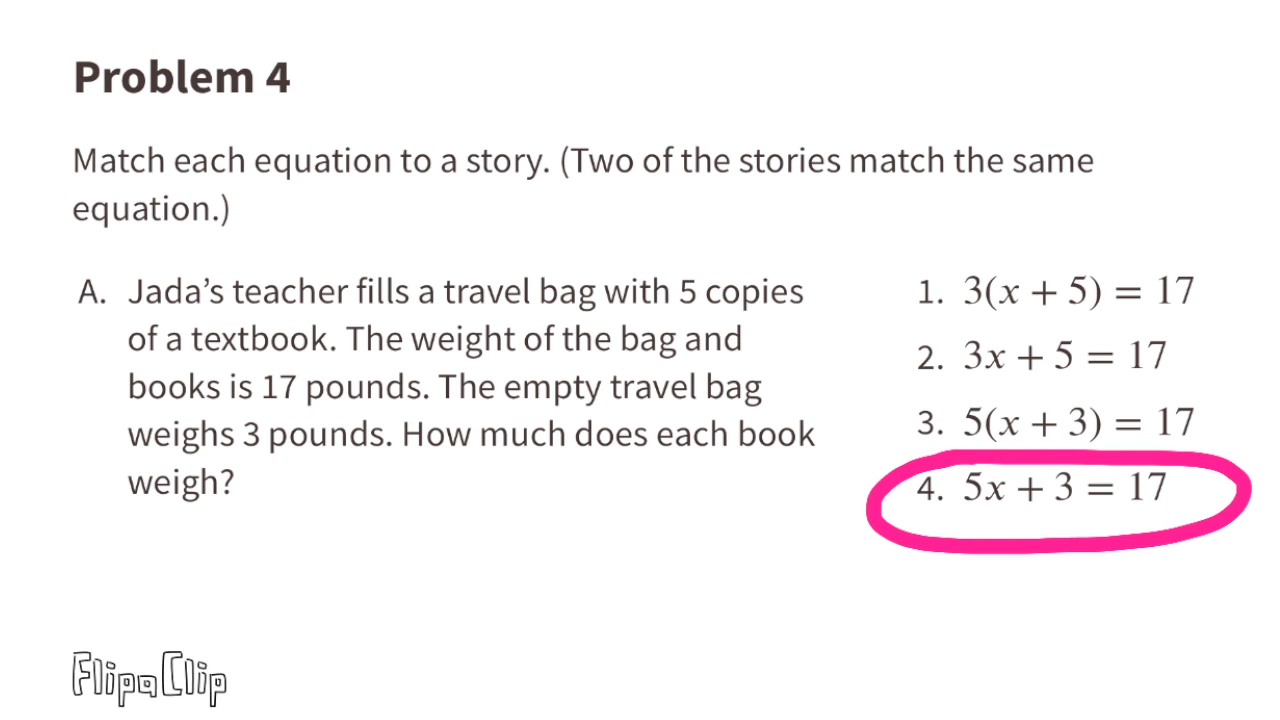 Problem 4
Match each equation to a story. (Two of the stories match the same
equation.)
A. Jada’s teacher fills a travel bag with 5 copies
of a textbook. The weight of the bag and
books is 17 pounds. The empty travel bag
weighs 3 pounds. How much does each book
weigh?
1. 3(x + 5) = 17
2. 3x + 5 = 17
3. 5(x + 3) = 17
4. 5x + 3 = 17
FlipaClip